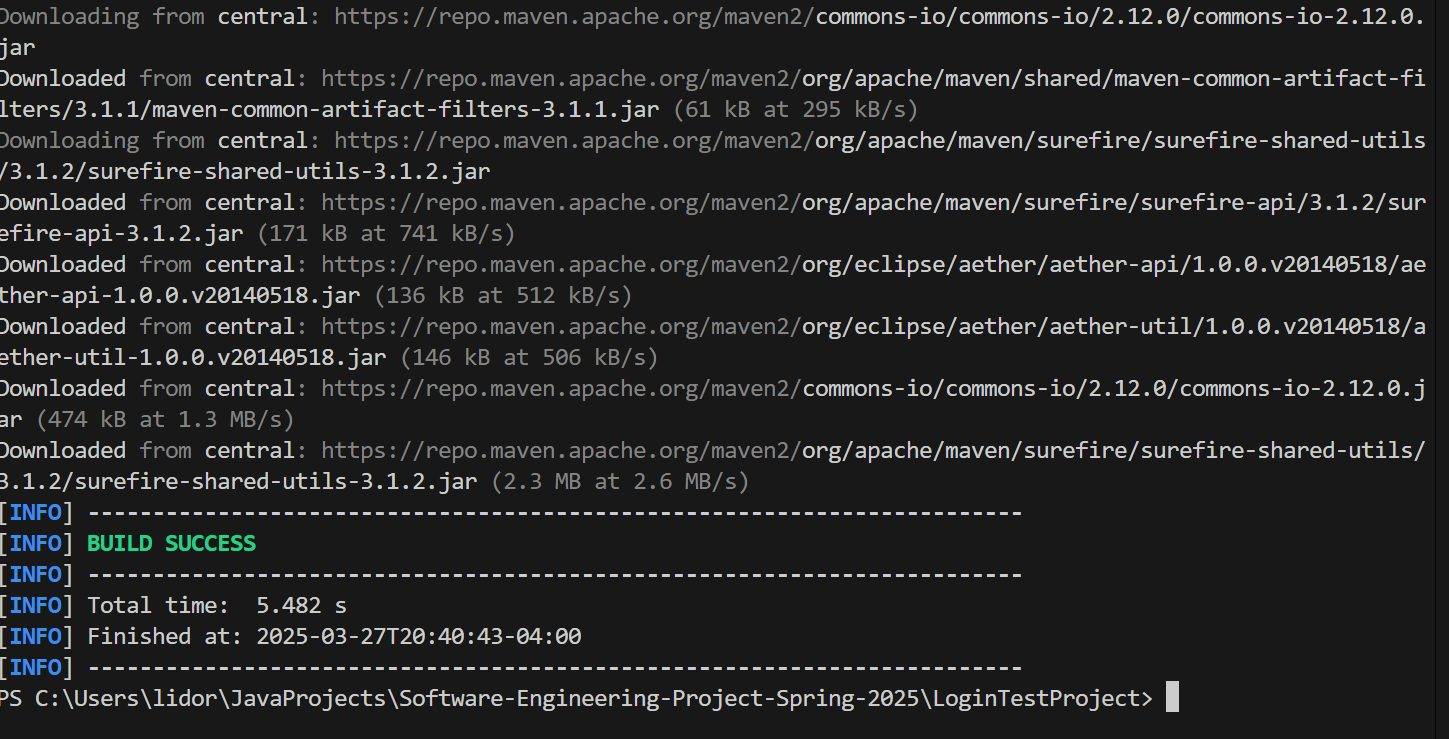 Downloading from central: https://repo.maven.apache.org/maven2/commons-io/commons-io/2.12.0/commons-io-2.12.0.
jar
Downloaded from central: https://repo.maven.apache.org/maven2/org/apache/maven/shared/maven-common-artifact-fi
lters/3.1.1/maven-common-artifact-filters-3.1.1.jar (61 kB at 295 kB/s)
Downloading from central: https://repo.maven.apache.org/maven2/org/apache/maven/surefire/surefire-shared-utils
/3.1.2/surefire-shared-utils-3.1.2.jar
Downloaded from central: https://repo.maven.apache.org/maven2/org/apache/maven/surefire/surefire-api/3.1.2/sur
efire-api-3.1.2.jar (171 kB at 741 kB/s)
Downloaded from central: https://repo.maven.apache.org/maven2/org/eclipse/aether/aether-api/1.0.0.v20140518/ae
ther-api-1.0.0.v20140518.jar (136 kB at 512 kB/s)
Downloaded from central: https://repo.maven.apache.org/maven2/org/eclipse/aether/aether-util/1.0.0.v20140518/a
ether-util-1.0.0.v20140518.jar (146 kB at 506 kB/s)
Downloaded from central: https://repo.maven.apache.org/maven2/commons-io/commons-io/2.12.0/commons-io-2.12.0.j
ar (474 kB at 1.3 MB/s)
Downloaded from central: https://repo.maven.apache.org/maven2/org/apache/maven/surefire/surefire-shared-utils/
3.1.2/surefire-shared-utils-3.1.2.jar (2.3 MB at 2.6 MB/s)
[INFO] ------------------------------------------------------------------------
[INFO] BUILD SUCCESS
[INFO] ------------------------------------------------------------------------
[INFO] Total time:  5.482 s
[INFO] Finished at: 2025-03-27T20:40:43-04:00
[INFO] ------------------------------------------------------------------------
PS C:\Users\lidor\JavaProjects\Software-Engineering-Project-Spring-2025\LoginTestProject>